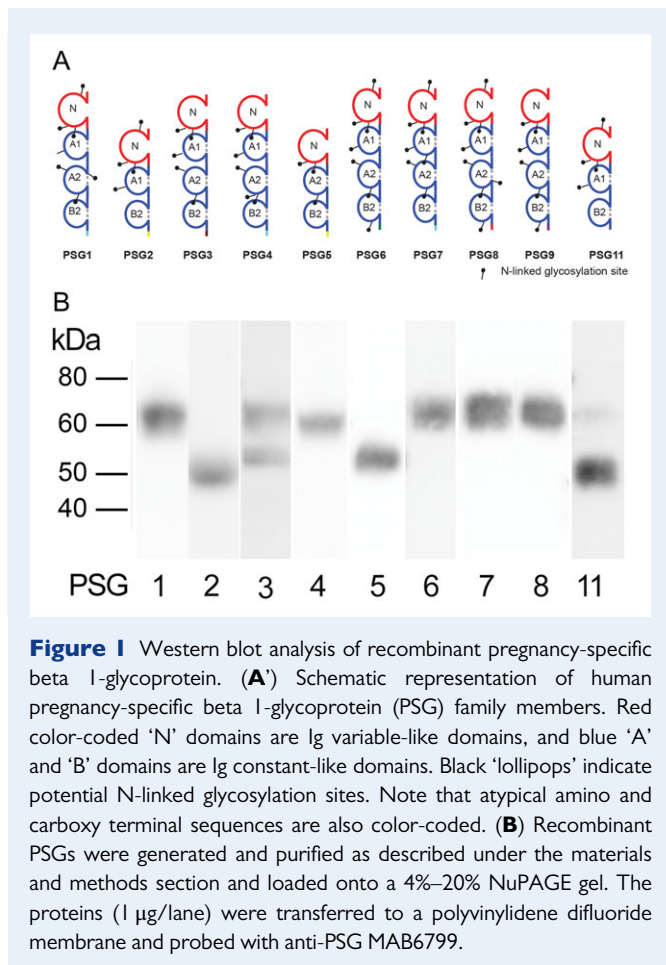 A
N N N N N N N N N N
A1 A1 A1 A1 A2 A1 A1 A1 A1 A1
A2 B2 A2 A2 B2 A2 A2 A2 A2 B2
B2 B2 B2 B2 B2 B2 B2
PSG1 PSG2 PSG3 PSG4 PSG5 PSG6 PSG7 PSG8 PSG9 PSG11
N-linked glycosylation site
B
kDa
80
60
50
40
PSG 1 2 3 4 5 6 7 8 11
Figure 1 Western blot analysis of recombinant pregnancy-specific
beta 1-glycoprotein. (A’) Schematic representation of human
pregnancy-specific beta 1-glycoprotein (PSG) family members. Red
color-coded ‘N’ domains are Ig variable-like domains, and blue ‘A’
and ‘B’ domains are Ig constant-like domains. Black ‘lollipops’ indicate
potential N-linked glycosylation sites. Note that atypical amino and
carboxy terminal sequences are also color-coded. (B) Recombinant
PSGs were generated and purified as described under the materials
and methods section and loaded onto a 4%–20% NuPAGE gel. The
proteins (1 μg/lane) were transferred to a polyvinylidene difluoride
membrane and probed with anti-PSG MAB6799.